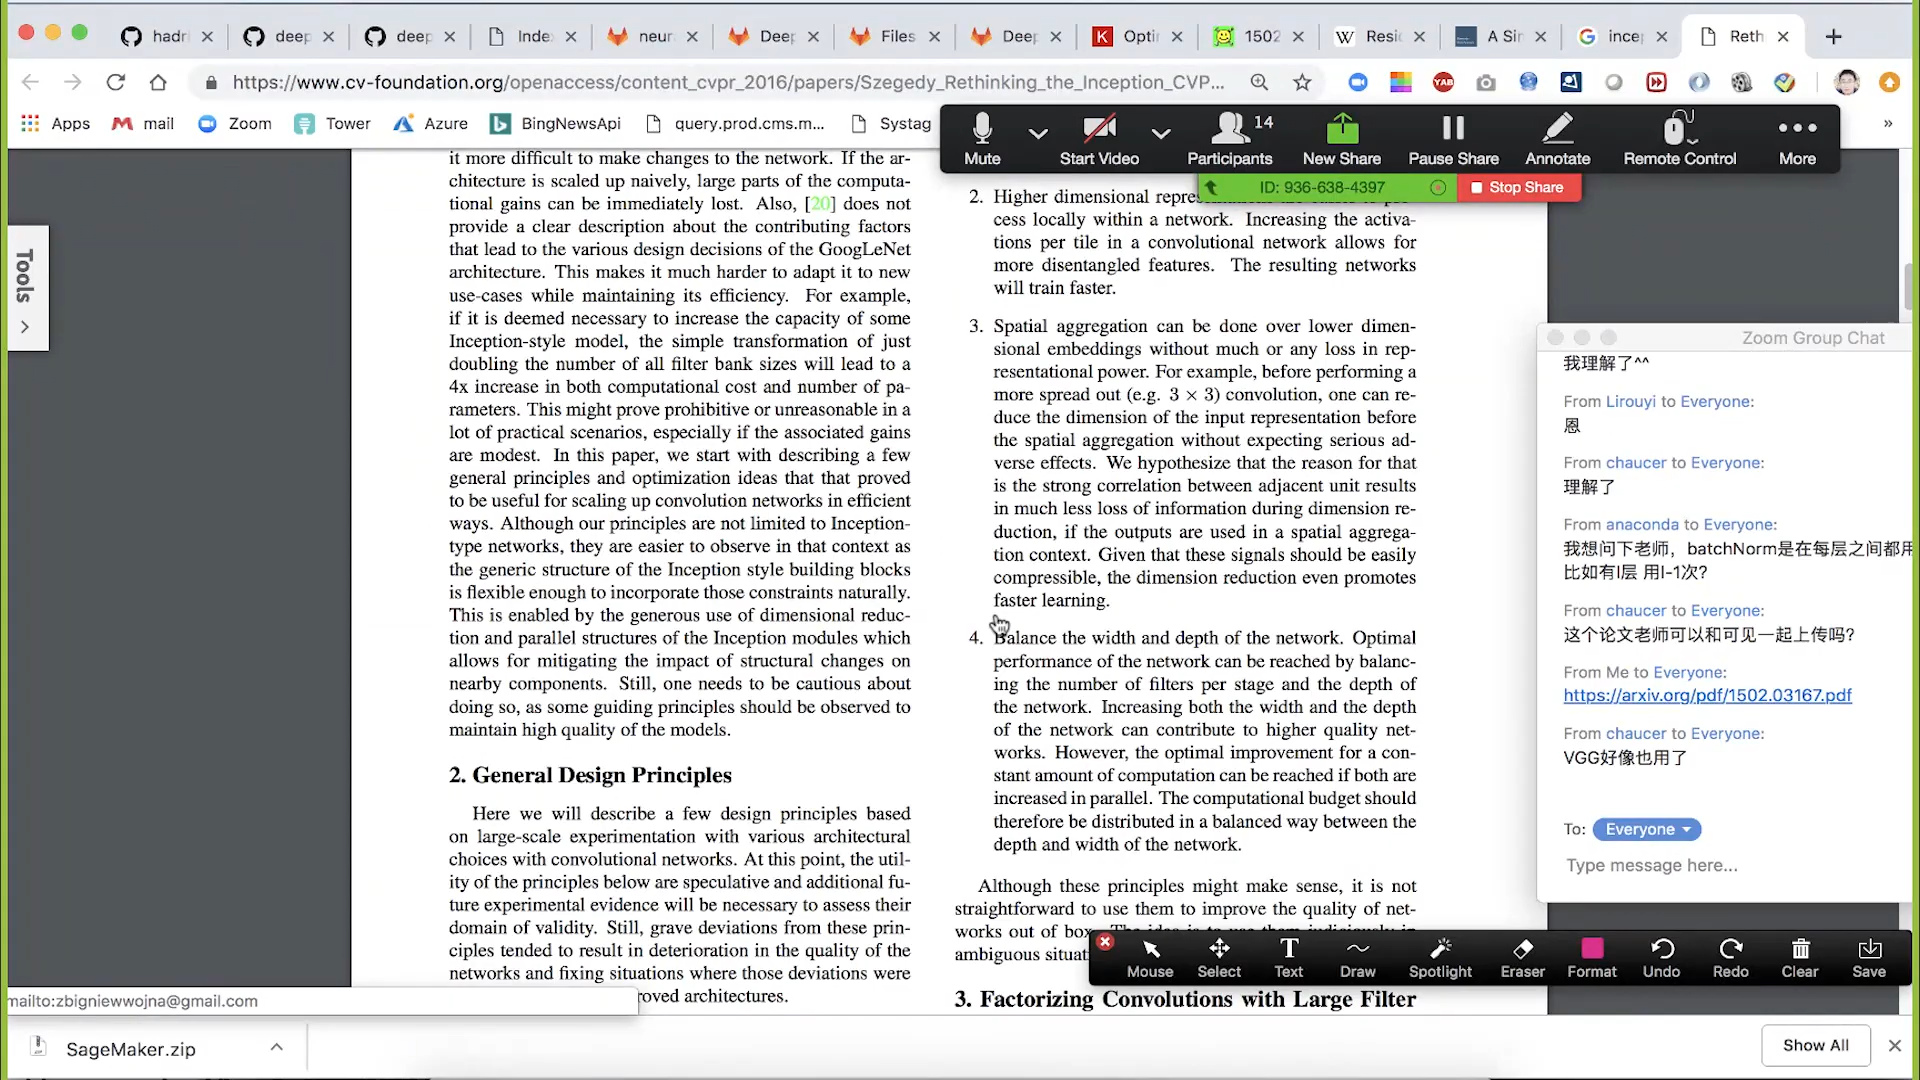 hadr
deep
deep
Inde
neur
Deep
Files
Deep
Opti
1502
Resi
A Sir
ince
Reth
https://www.cv-foundation.org/openaccess/content_cvpr_2016/papers/Szegedy_Rethinking_the_Inception_CVP...
Apps
mail
Zoom
Tower
Azure
BingNewsApi
query.prod.cms.m...
Systag
Mute
Start Video
Participants
14
New Share
Pause Share
Annotate
Remote Control
More
ID: 936-638-4397
Stop Share
Tools
it more difficult to make changes to the network. If the ar-
chitecture is scaled up naively, large parts of the computa-
tional gains can be immediately lost. Also, [20] does not
provide a clear description about the contributing factors
that lead to the various design decisions of the GoogLeNet
architecture. This makes it much harder to adapt it to new
use-cases while maintaining its efficiency. For example,
if it is deemed necessary to increase the capacity of some
Inception-style model, the simple transformation of just
doubling the number of all filter bank sizes will lead to a
4x increase in both computational cost and number of pa-
rameters. This might prove prohibitive or unreasonable in a
lot of practical scenarios, especially if the associated gains
are modest. In this paper, we start with describing a few
general principles and optimization ideas that that proved
to be useful for scaling up convolution networks in efficient
ways. Although our principles are not limited to Inception-
type networks, they are easier to observe in that context as
the generic structure of the Inception style building blocks
is flexible enough to incorporate those constraints naturally.
This is enabled by the generous use of dimensional reduc-
tion and parallel structures of the Inception modules which
allows for mitigating the impact of structural changes on
nearby components. Still, one needs to be cautious about
doing so, as some guiding principles should be observed to
maintain high quality of the models.
2. General Design Principles
Here we will describe a few design principles based
on large-scale experimentation with various architectural
choices with convolutional networks. At this point, the util-
ity of the principles below are speculative and additional fu-
ture experimental evidence will be necessary to assess their
domain of validity. Still, grave deviations from these prin-
ciples tended to result in deterioration in the quality of the
networks and fixing situations where those deviations were
roved architectures.
2. Higher dimensional repre
cess locally within a network. Increasing the activa-
tions per tile in a convolutional network allows for
more disentangled features. The resulting networks
will train faster.
3. Spatial aggregation can be done over lower dimen-
sional embeddings without much or any loss in rep-
resentational power. For example, before performing a
more spread out (e.g. 3 × 3) convolution, one can re-
duce the dimension of the input representation before
the spatial aggregation without expecting serious ad-
verse effects. We hypothesize that the reason for that
is the strong correlation between adjacent unit results
in much less loss of information during dimension re-
duction, if the outputs are used in a spatial aggrega-
tion context. Given that these signals should be easily
compressible, the dimension reduction even promotes
faster learning.
4. Balance the width and depth of the network. Optimal
performance of the network can be reached by balanc-
ing the number of filters per stage and the depth of
the network. Increasing both the width and the depth
of the network can contribute to higher quality net-
works. However, the optimal improvement for a con-
stant amount of computation can be reached if both are
increased in parallel. The computational budget should
therefore be distributed in a balanced way between the
depth and width of the network.
Although these principles might make sense, it is not
straightforward to use them to improve the quality of net-
works out of box. The idea is to use them judiciously in
ambiguous situat
3. Factorizing Convolutions with Large Filter
Zoom Group Chat
我理解了^^
From Lirouyi to Everyone:
恩
From chaucer to Everyone:
理解了
From anaconda to Everyone:
我想问下老师，batchNorm是在每层之间都用
比如有l层 用l-1次?
From chaucer to Everyone:
这个论文老师可以和可见一起上传吗?
From Me to Everyone:
https://arxiv.org/pdf/1502.03167.pdf
From chaucer to Everyone:
VGG好像也用了
To: Everyone
Type message here...
Mouse
Select
Text
Draw
Spotlight
Eraser
Format
Undo
Redo
Clear
Save
mailto:zbigniewwojna@gmail.com
SageMaker.zip
Show All